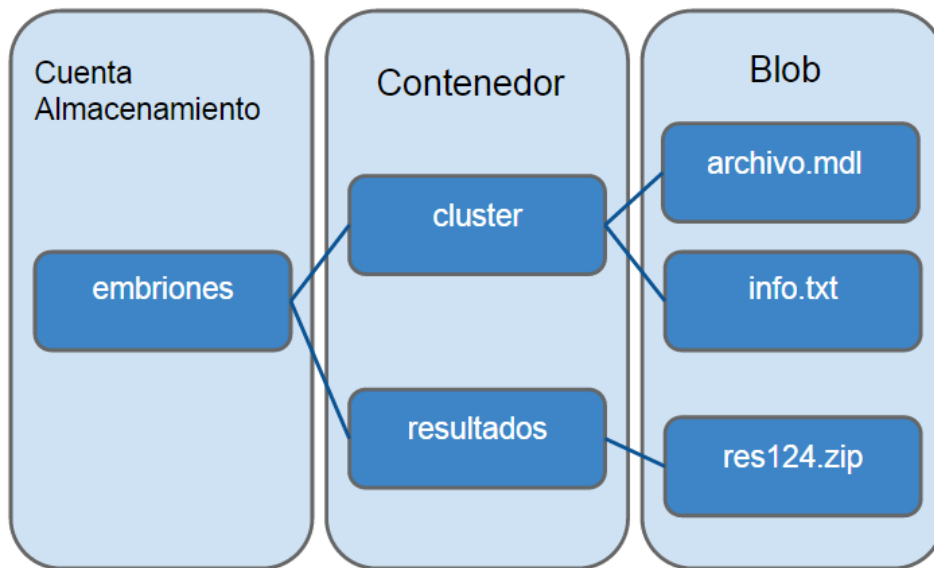 Cuenta
Almacenamiento
Contenedor
Blob
embriones
cluster
resultados
archivo.mdl
info.txt
res124.zip